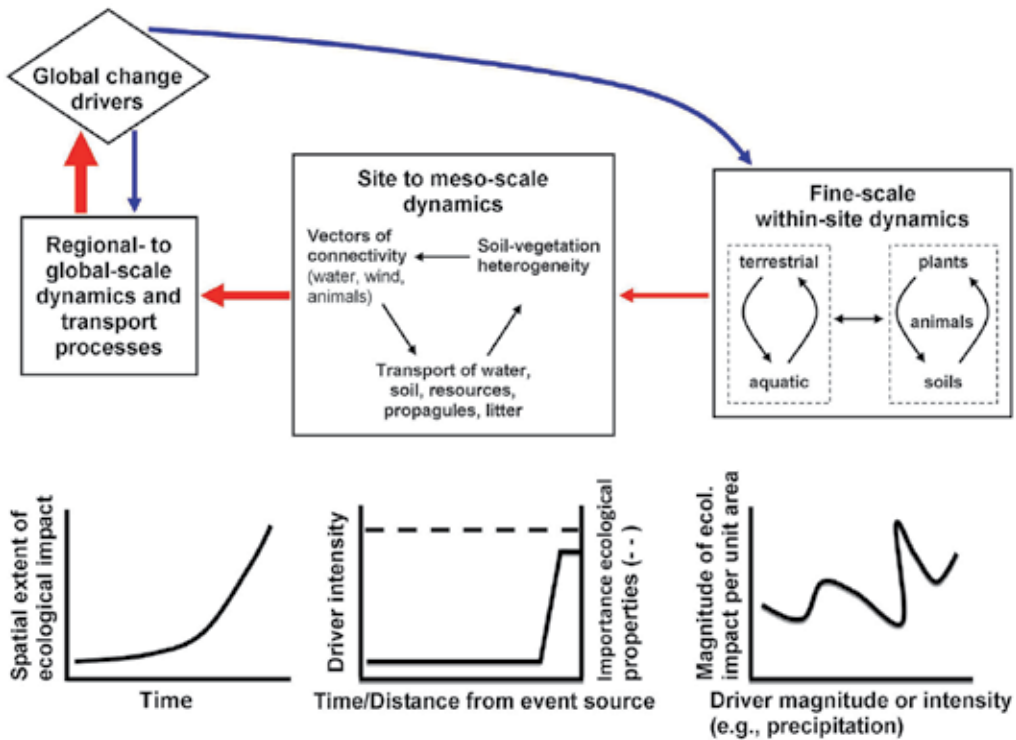 Global change
drivers
Regional- to
global-scale
dynamics and
transport
processes
Site to meso-scale
dynamics
Vectors of
connectivity
(water, wind,
animals)
Soil-vegetation
heterogeneity
Transport of water,
soil, resources,
propagules, litter
Fine-scale
within-site dynamics
terrestrial
aquatic
plants
animals
soils
Spatial extent of
ecological impact
Time
Driver intensity
Importance ecological
properties (- -)
Time/Distance from event source
Magnitude of ecol.
impact per unit area
Driver magnitude or intensity
(e.g., precipitation)